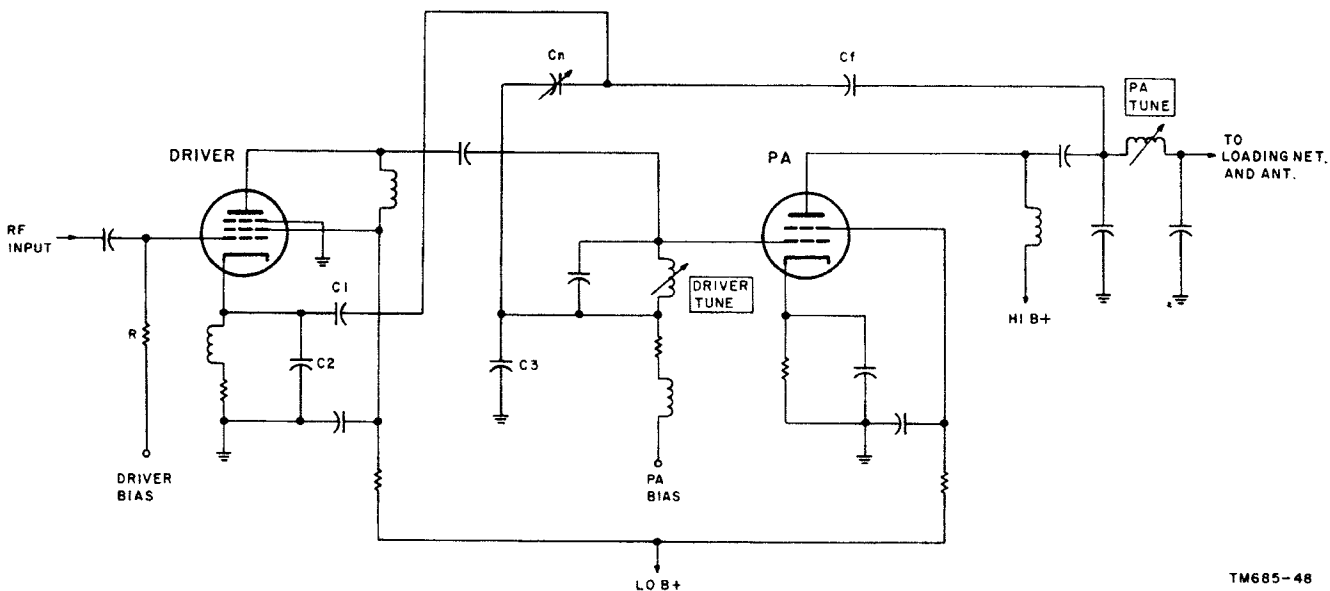 Cn
Cf
PA
TUNE
DRIVER
PA
TO
LOADING NET.
AND ANT.
RF
INPUT
C1
DRIVER
TUNE
HI B+
R
C2
C3
DRIVER
BIAS
PA
BIAS
LO B+
TM685-48